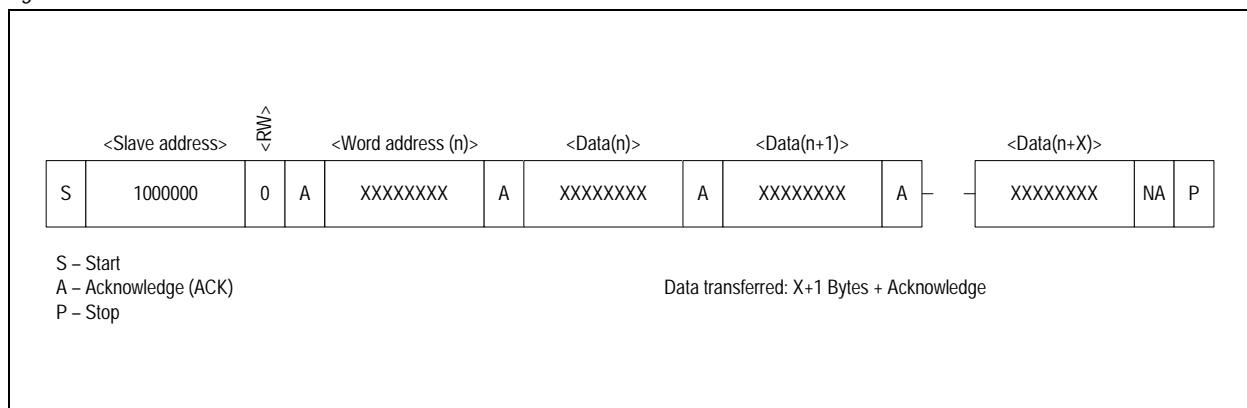 <RW>
<Slave address> <Word address (n)> <Data(n)> <Data(n+1)> <Data(n+X)>
S 1000000 0 A XXXXXXXX A XXXXXXXX A XXXXXXXX A XXXXXXXX NA P
S – Start
A – Acknowledge (ACK) Data transferred: X+1 Bytes + Acknowledge
P – Stop